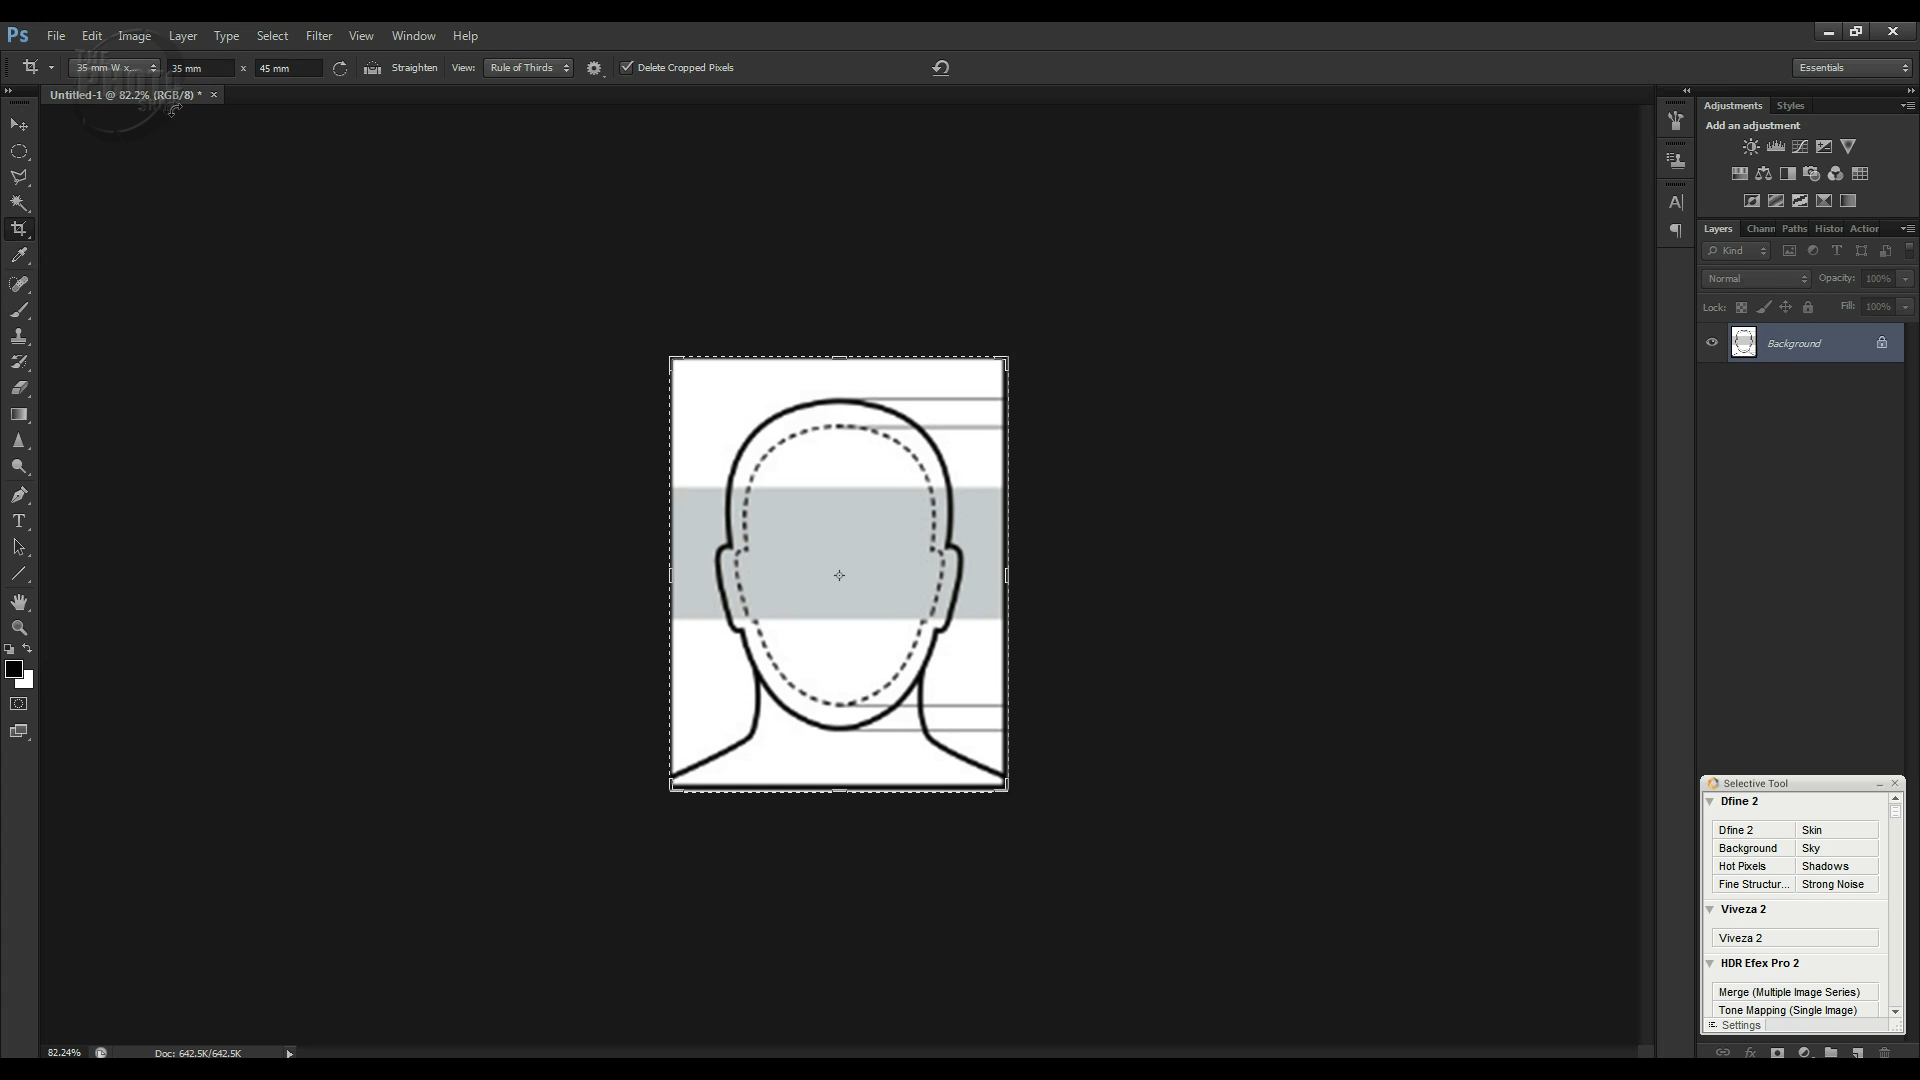 Ps File Edit Image Layer Type Select Filter View Window Help
35 mm W x... 35 mm x 45 mm Straighten View: Rule of Thirds Delete Cropped Pixels Essentials
Untitled-1 @ 82.2% (RGB/8) * ×
Adjustments Styles
Add an adjustment
Layers Chann Paths Histor Action
Kind
Normal Opacity: 100%
Lock: Fill: 100%
Background
Selective Tool
Dfine 2
Dfine 2 Skin
Background Sky
Hot Pixels Shadows
Fine Structur... Strong Noise
Viveza 2
Viveza 2
HDR Efex Pro 2
Merge (Multiple Image Series)
Tone Mapping (Single Image)
Settings
82.24% Doc: 642.5K/642.5K